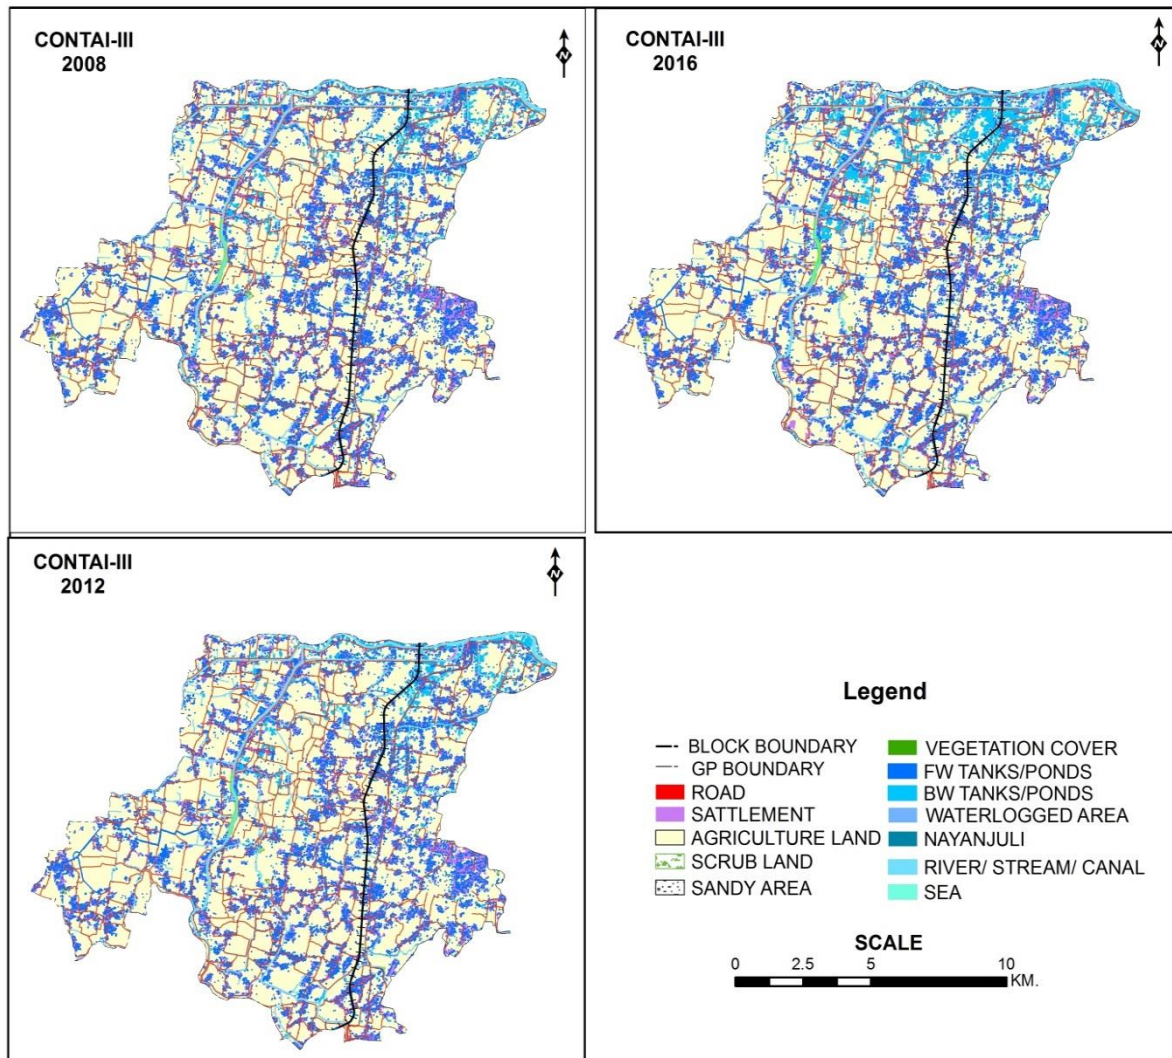 CONTAI-III
2008
N
CONTAI-III
2016
N
CONTAI-III
2012
N
Legend
BLOCK BOUNDARY
GP BOUNDARY
ROAD
SATTLEMENT
AGRICULTURE LAND
SCRUB LAND
SANDY AREA
VEGETATION COVER
FW TANKS/PONDS
BW TANKS/PONDS
WATERLOGGED AREA
NAYANJULI
RIVER/ STREAM/ CANAL
SEA
SCALE
0 2.5 5 10
KM.